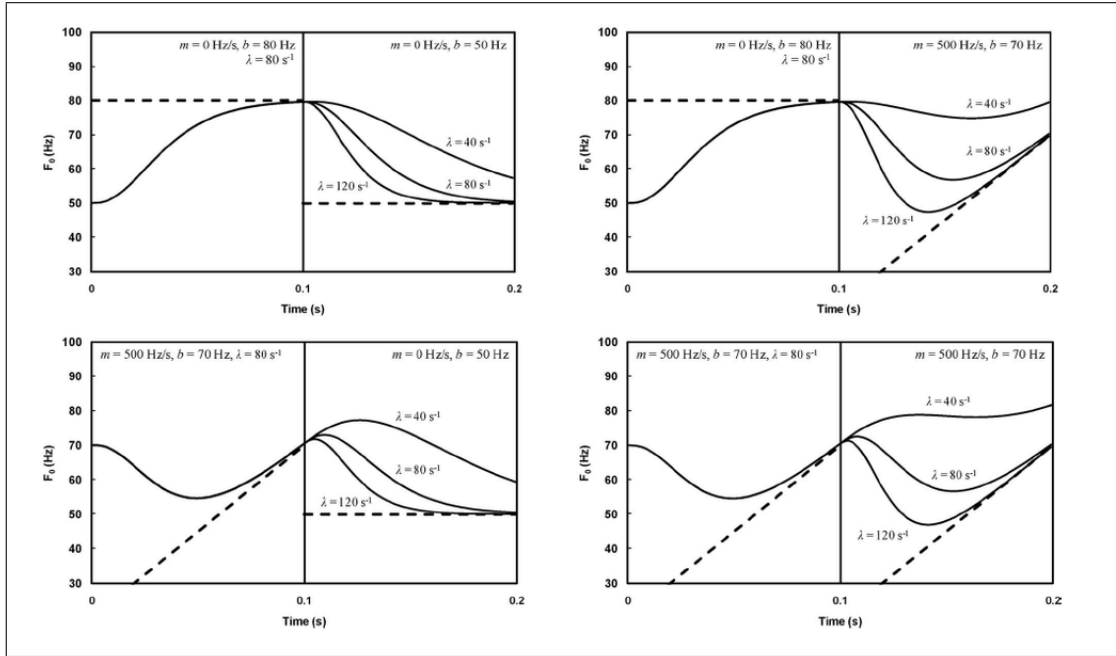 m = 0 Hz/s, b = 80 Hz
λ = 80 s⁻¹
m = 0 Hz/s, b = 50 Hz
λ = 40 s⁻¹
λ = 80 s⁻¹
λ = 120 s⁻¹
100
90
80
70
60
50
40
30
F₀ (Hz)
0
0.1
0.2
Time (s)
m = 0 Hz/s, b = 80 Hz
λ = 80 s⁻¹
m = 500 Hz/s, b = 70 Hz
λ = 40 s⁻¹
λ = 80 s⁻¹
λ = 120 s⁻¹
100
90
80
70
60
50
40
30
F₀ (Hz)
0
0.1
0.2
Time (s)
m = 500 Hz/s, b = 70 Hz, λ = 80 s⁻¹
m = 0 Hz/s, b = 50 Hz
λ = 40 s⁻¹
λ = 80 s⁻¹
λ = 120 s⁻¹
100
90
80
70
60
50
40
30
F₀ (Hz)
0
0.1
0.2
Time (s)
m = 500 Hz/s, b = 70 Hz, λ = 80 s⁻¹
m = 500 Hz/s, b = 70 Hz
λ = 40 s⁻¹
λ = 80 s⁻¹
λ = 120 s⁻¹
100
90
80
70
60
50
40
30
F₀ (Hz)
0
0.1
0.2
Time (s)